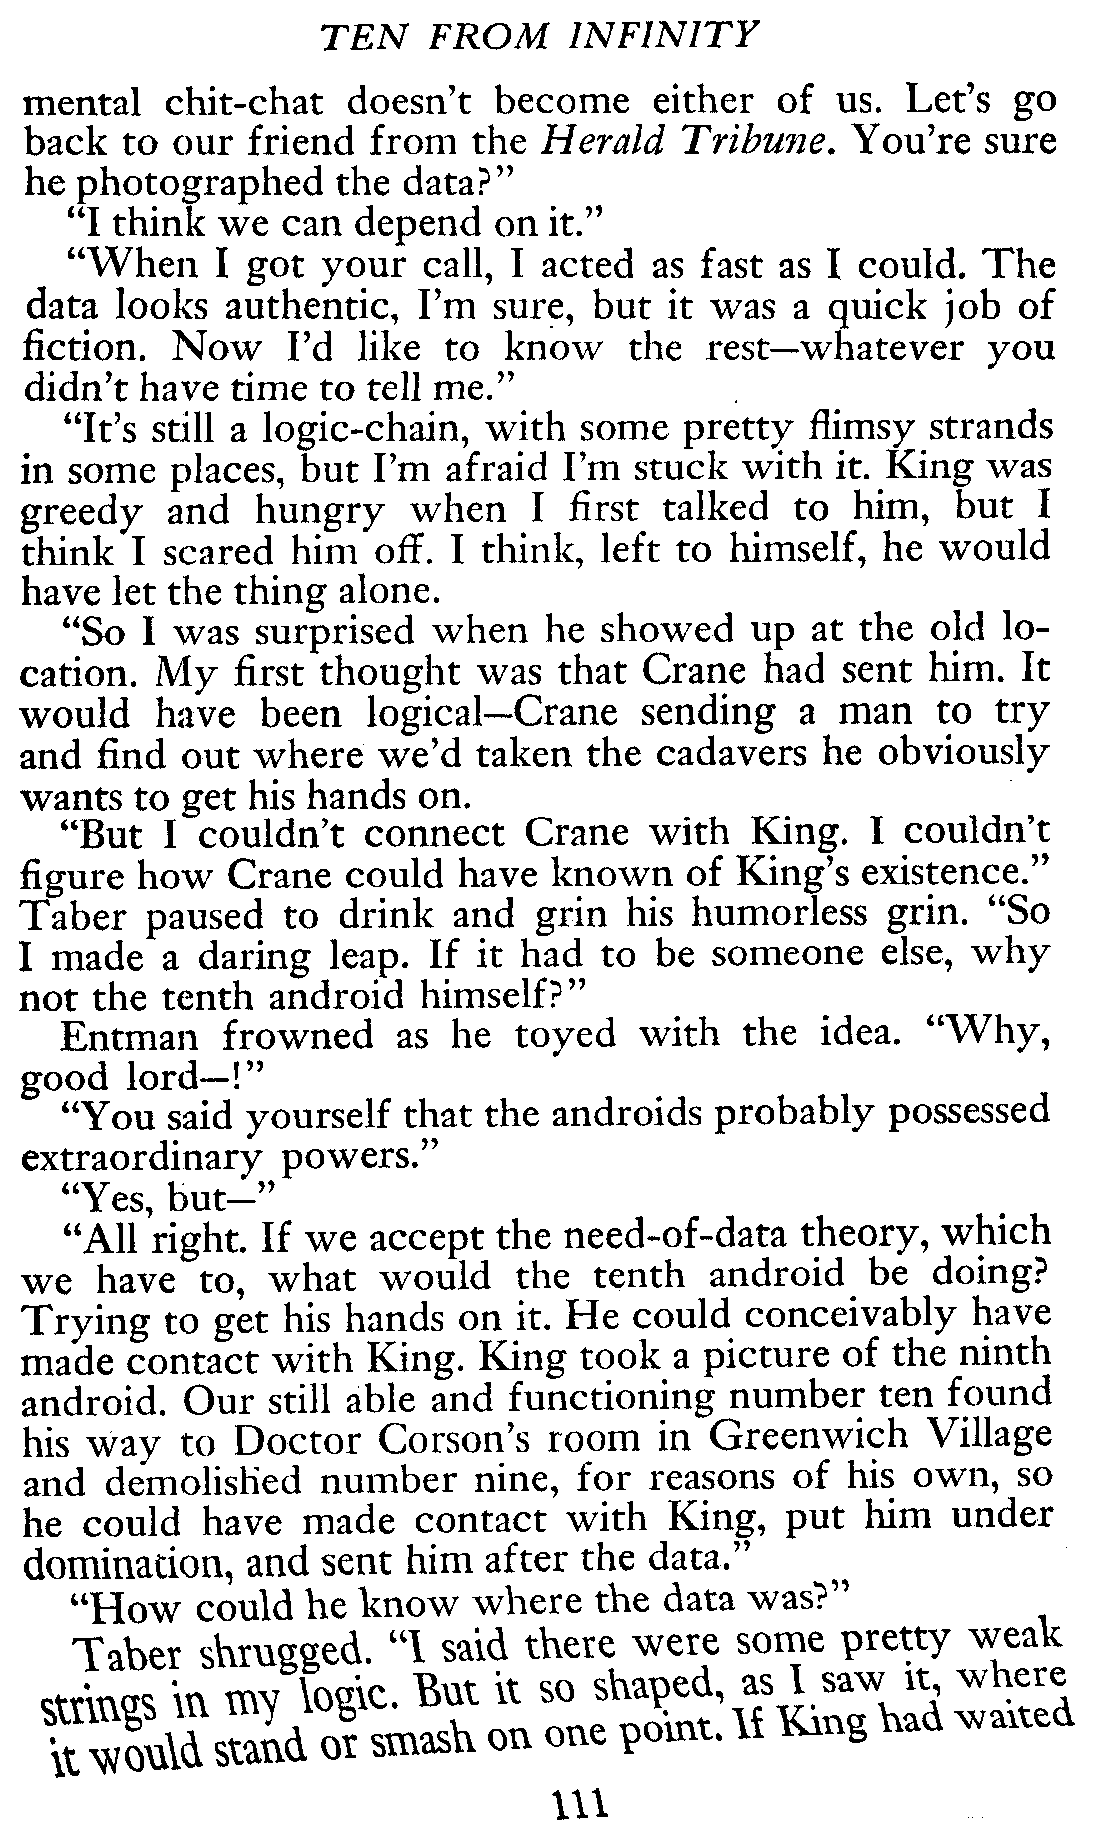 TEN FROM INFINITY
mental chit-chat doesn't become either of us. Let's go
back to our friend from the Herald Tribune. You're sure
he photographed the data?”
“I think we can depend on it.”
“When I got your call, I acted as fast as I could. The
data looks authentic, I'm sure, but it was a quick job of
fiction. Now I'd like to know the rest—whatever you
didn't have time to tell me.”
“It's still a logic-chain, with some pretty flimsy strands
in some places, but I'm afraid I'm stuck with it. King was
greedy and hungry when I first talked to him, but I
think I scared him off. I think, left to himself, he would
have let the thing alone.
“So I was surprised when he showed up at the old lo-
cation. My first thought was that Crane had sent him. It
would have been logical—Crane sending a man to try
and find out where we'd taken the cadavers he obviously
wants to get his hands on.
“But I couldn't connect Crane with King. I couldn't
figure how Crane could have known of King's existence.”
Taber paused to drink and grin his humorless grin. “So
I made a daring leap. If it had to be someone else, why
not the tenth android himself?”
Entman frowned as he toyed with the idea. “Why,
good lord—!”
“You said yourself that the androids probably possessed
extraordinary powers.”
“Yes, but—”
“All right. If we accept the need-of-data theory, which
we have to, what would the tenth android be doing?
Trying to get his hands on it. He could conceivably have
made contact with King. King took a picture of the ninth
android. Our still able and functioning number ten found
his way to Doctor Corson's room in Greenwich Village
and demolished number nine, for reasons of his own, so
he could have made contact with King, put him under
domination, and sent him after the data.”
“How could he know where the data was?”
Taber shrugged. “I said there were some pretty weak
strings in my logic. But it so shaped, as I saw it, where
it would stand or smash on one point. If King had waited
111